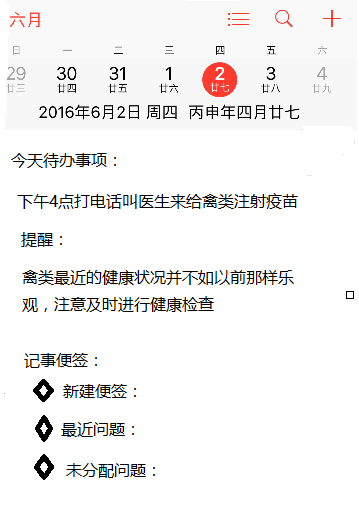 六月
日 一 二 三 四 五 六
29 30 31 1 2 3 4
廿三 廿四 廿五 廿六 廿七 廿八 廿九
2016年6月2日 周四 丙申年四月廿七
今天待办事项：
下午4点打电话叫医生来给禽类注射疫苗
提醒：
禽类最近的健康状况并不如以前那样乐
观，注意及时进行健康检查
记事便签：
新建便签：
最近问题：
未分配问题：